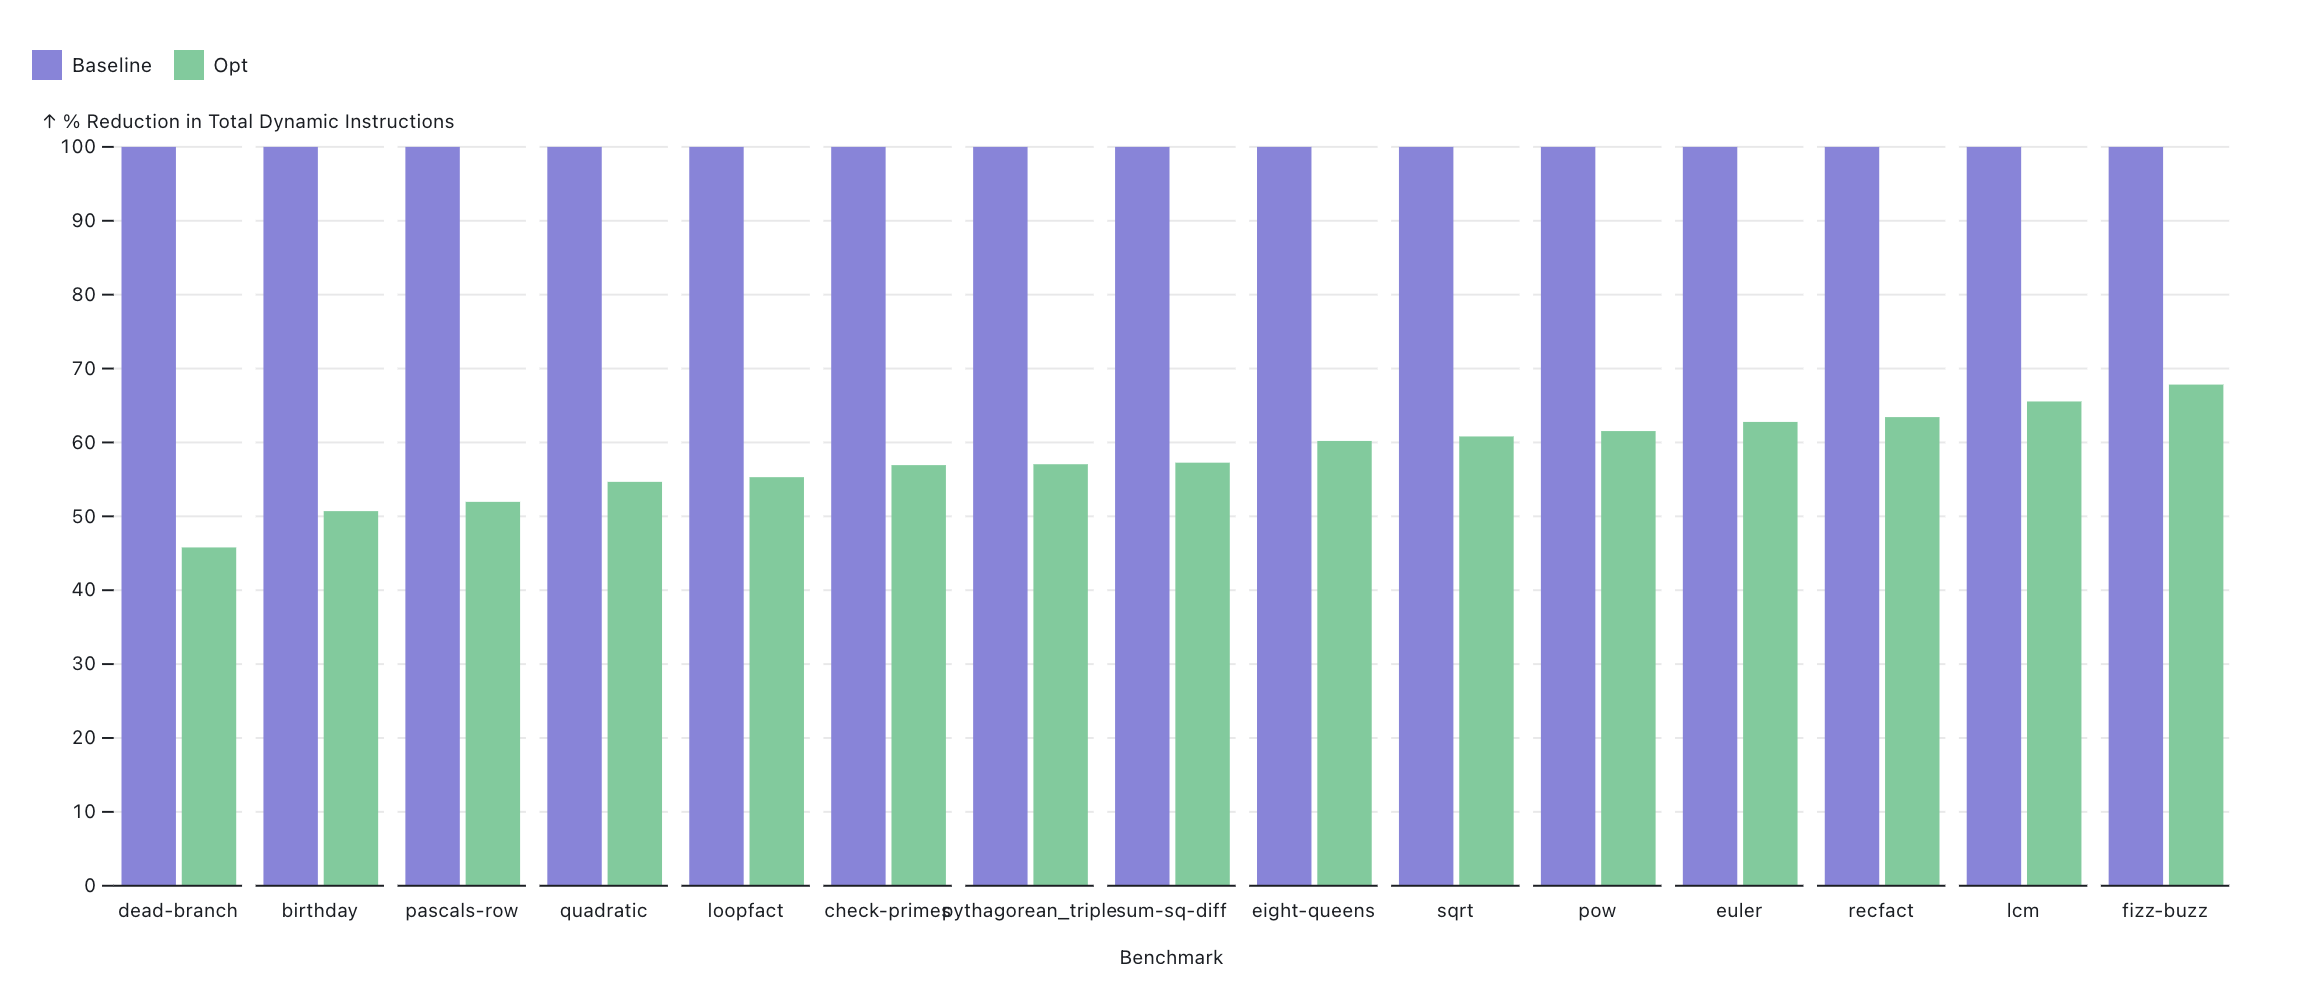 Baseline Opt
↑ % Reduction in Total Dynamic Instructions
100
90
80
70
60
50
40
30
20
10
0
dead-branch birthday pascals-row quadratic loopfact check-primes pythagorean_triple sum-sq-diff eight-queens sqrt pow euler recfact lcm fizz-buzz
Benchmark